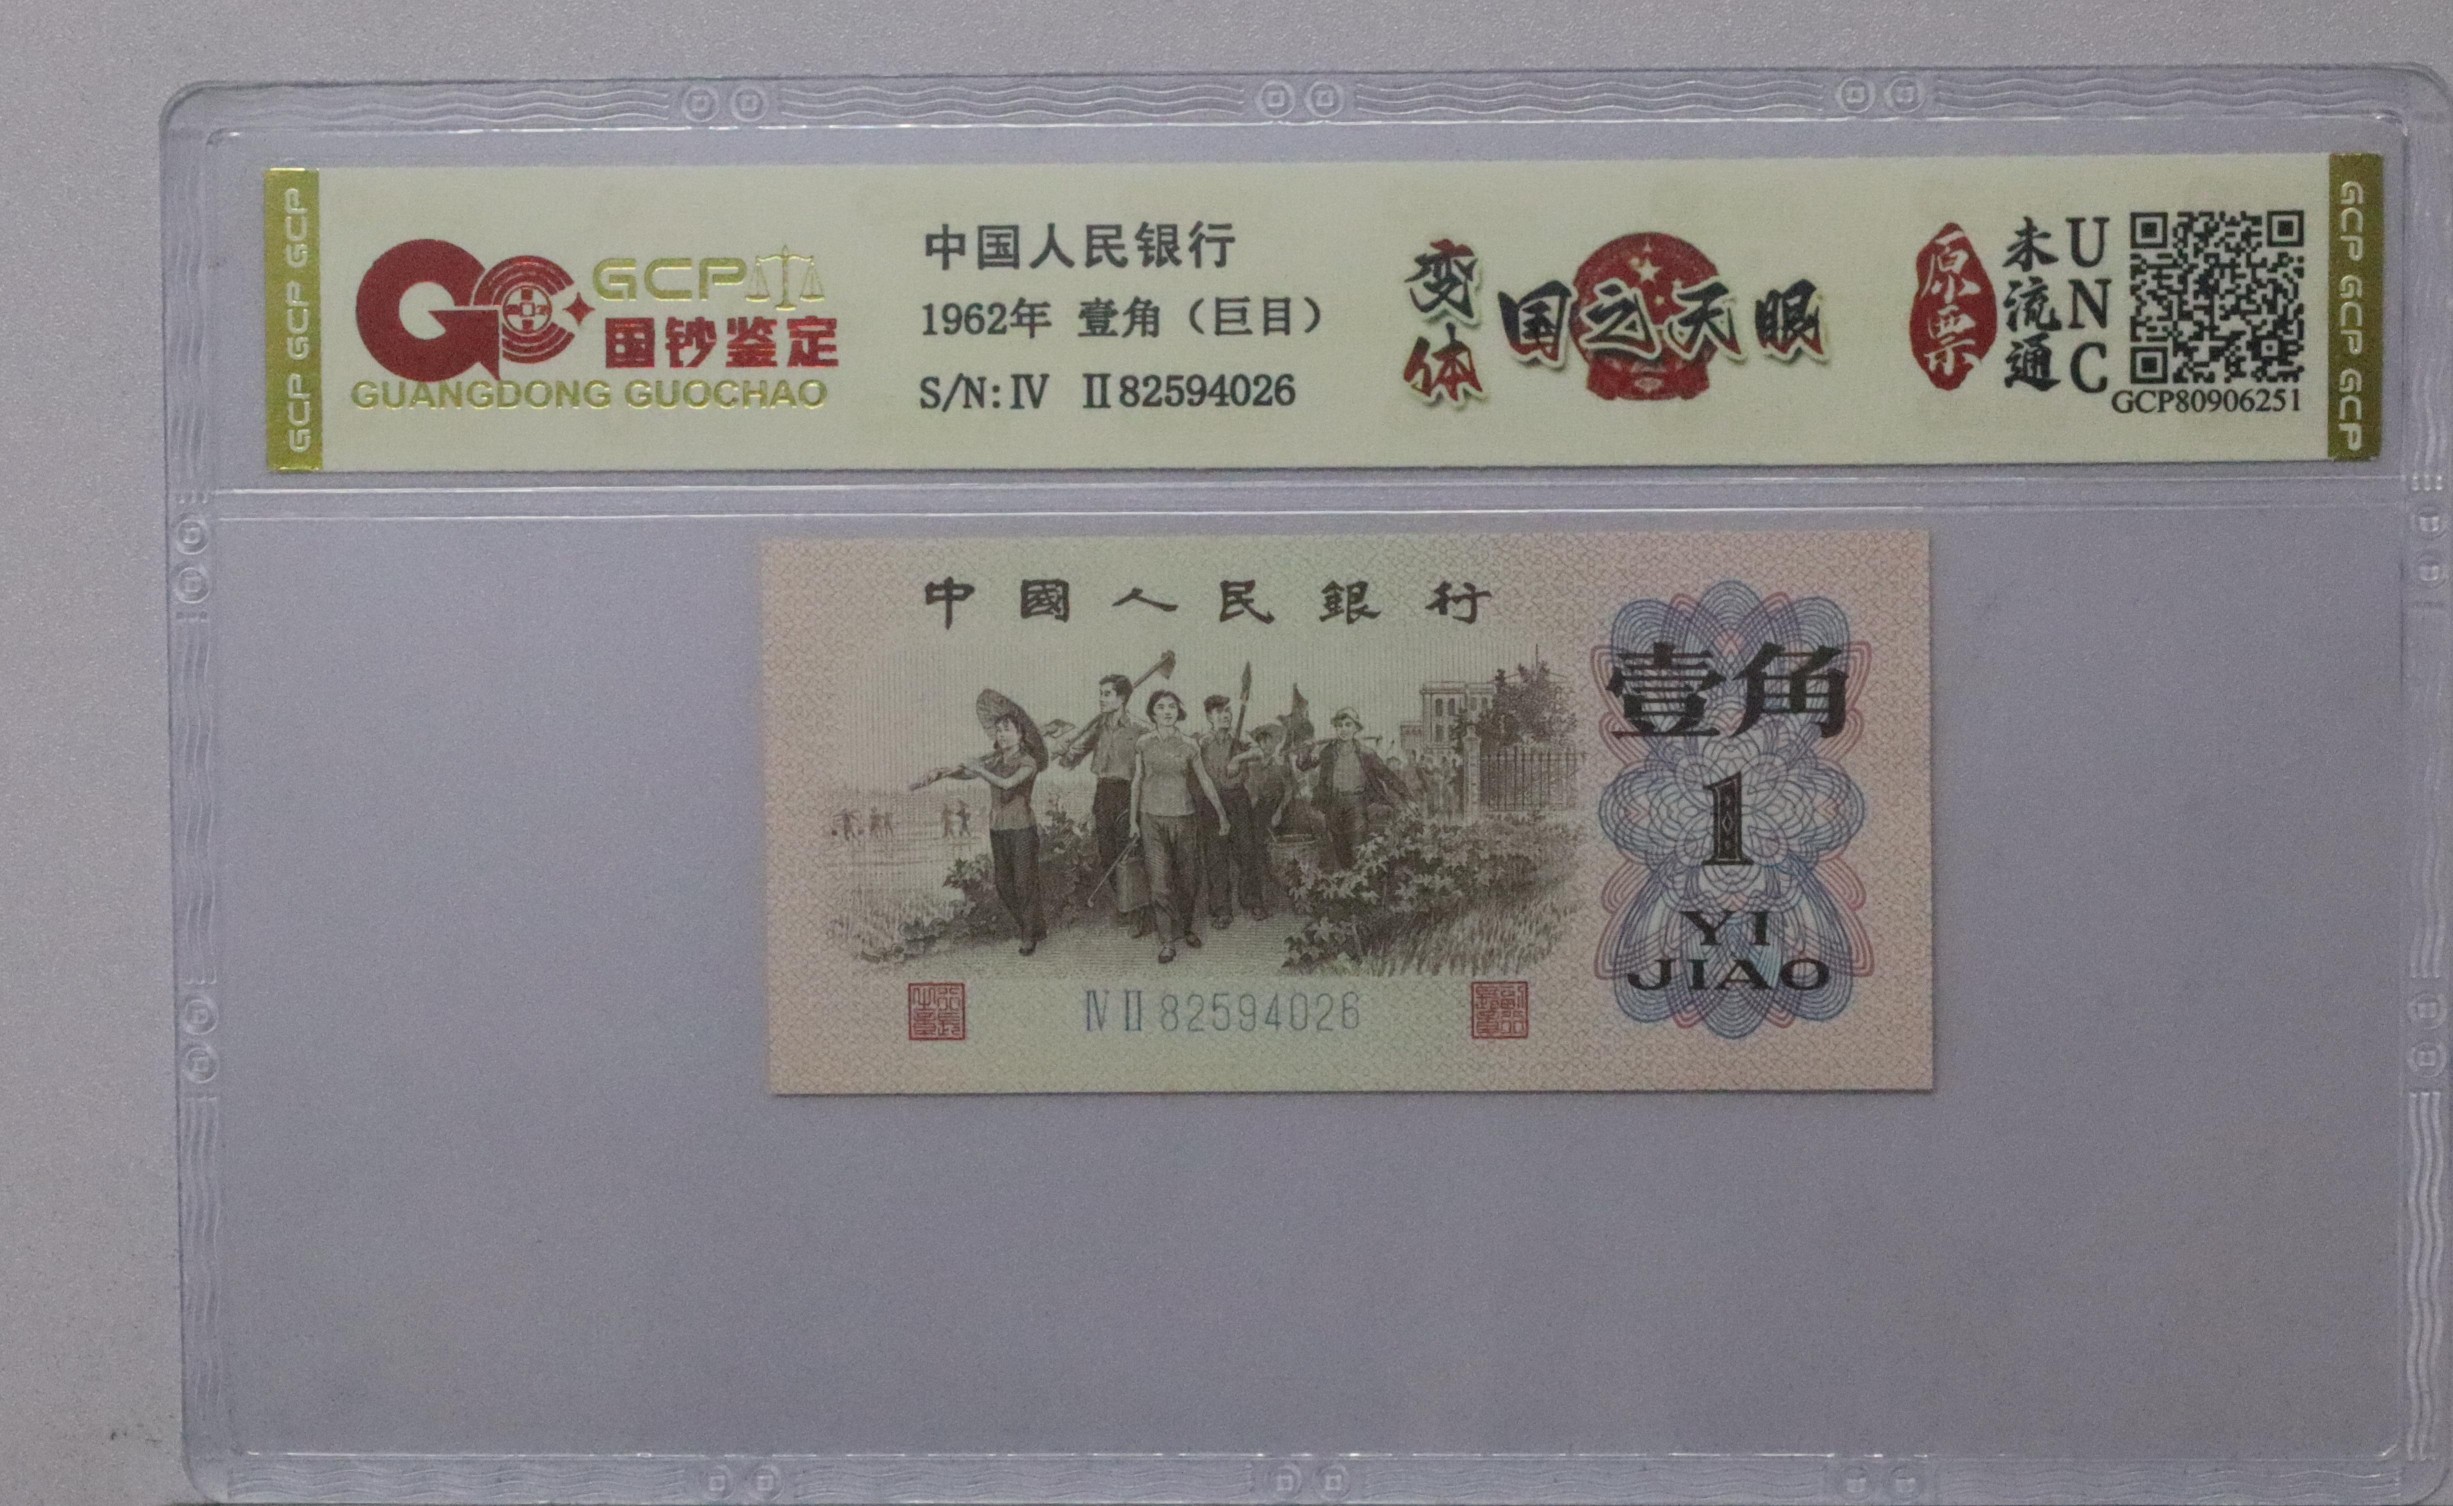 GCP GCP GCP
GCP
国钞鉴定
GUANGDONG GUOCHAO
中国人民银行
1962年 壹角（巨目）
S/N: Ⅳ Ⅱ82594026
变体
国之天眼
原票
未流通
UNC
GCP80906251
GCP GCP GCP GCP
中國人民銀行
壹角
1
YI
JIAO
Ⅳ Ⅱ 82594026